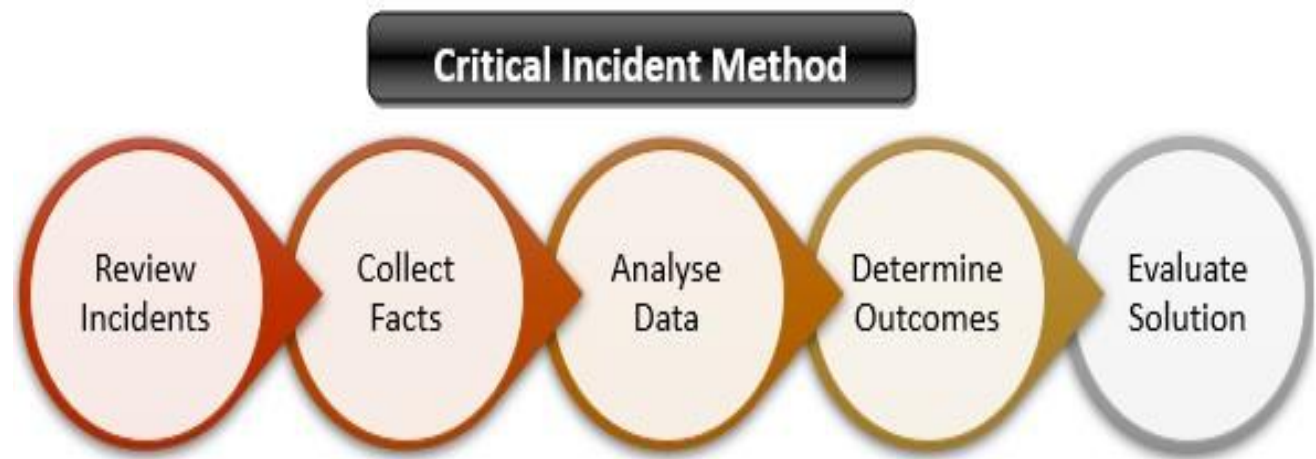 Critical Incident Method
Review
Incidents
Collect
Facts
Analyse
Data
Determine
Outcomes
Evaluate
Solution